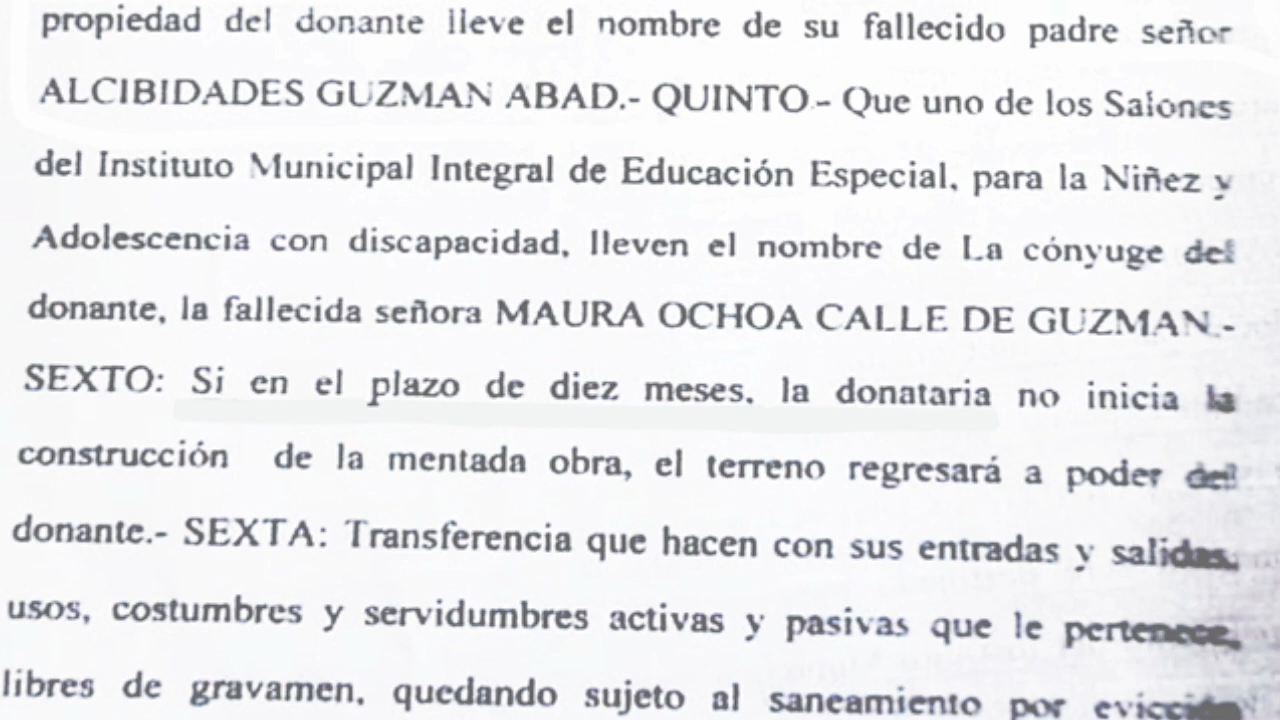 propiedad del donante lleve el nombre de su fallecido padre señor
ALCIBIDADES GUZMAN ABAD.- QUINTO.- Que uno de los Salones
del Instituto Municipal Integral de Educación Especial, para la Niñez y
Adolescencia con discapacidad, lleven el nombre de La cónyuge del
donante, la fallecida señora MAURA OCHOA CALLE DE GUZMAN.-
SEXTO: Si en el plazo de diez meses, la donataria no inicia la
construcción de la mentada obra, el terreno regresará a poder del
donante.- SEXTA: Transferencia que hacen con sus entradas y salidas,
usos, costumbres y servidumbres activas y pasivas que le pertenece,
libres de gravamen, quedando sujeto al saneamiento por evicción